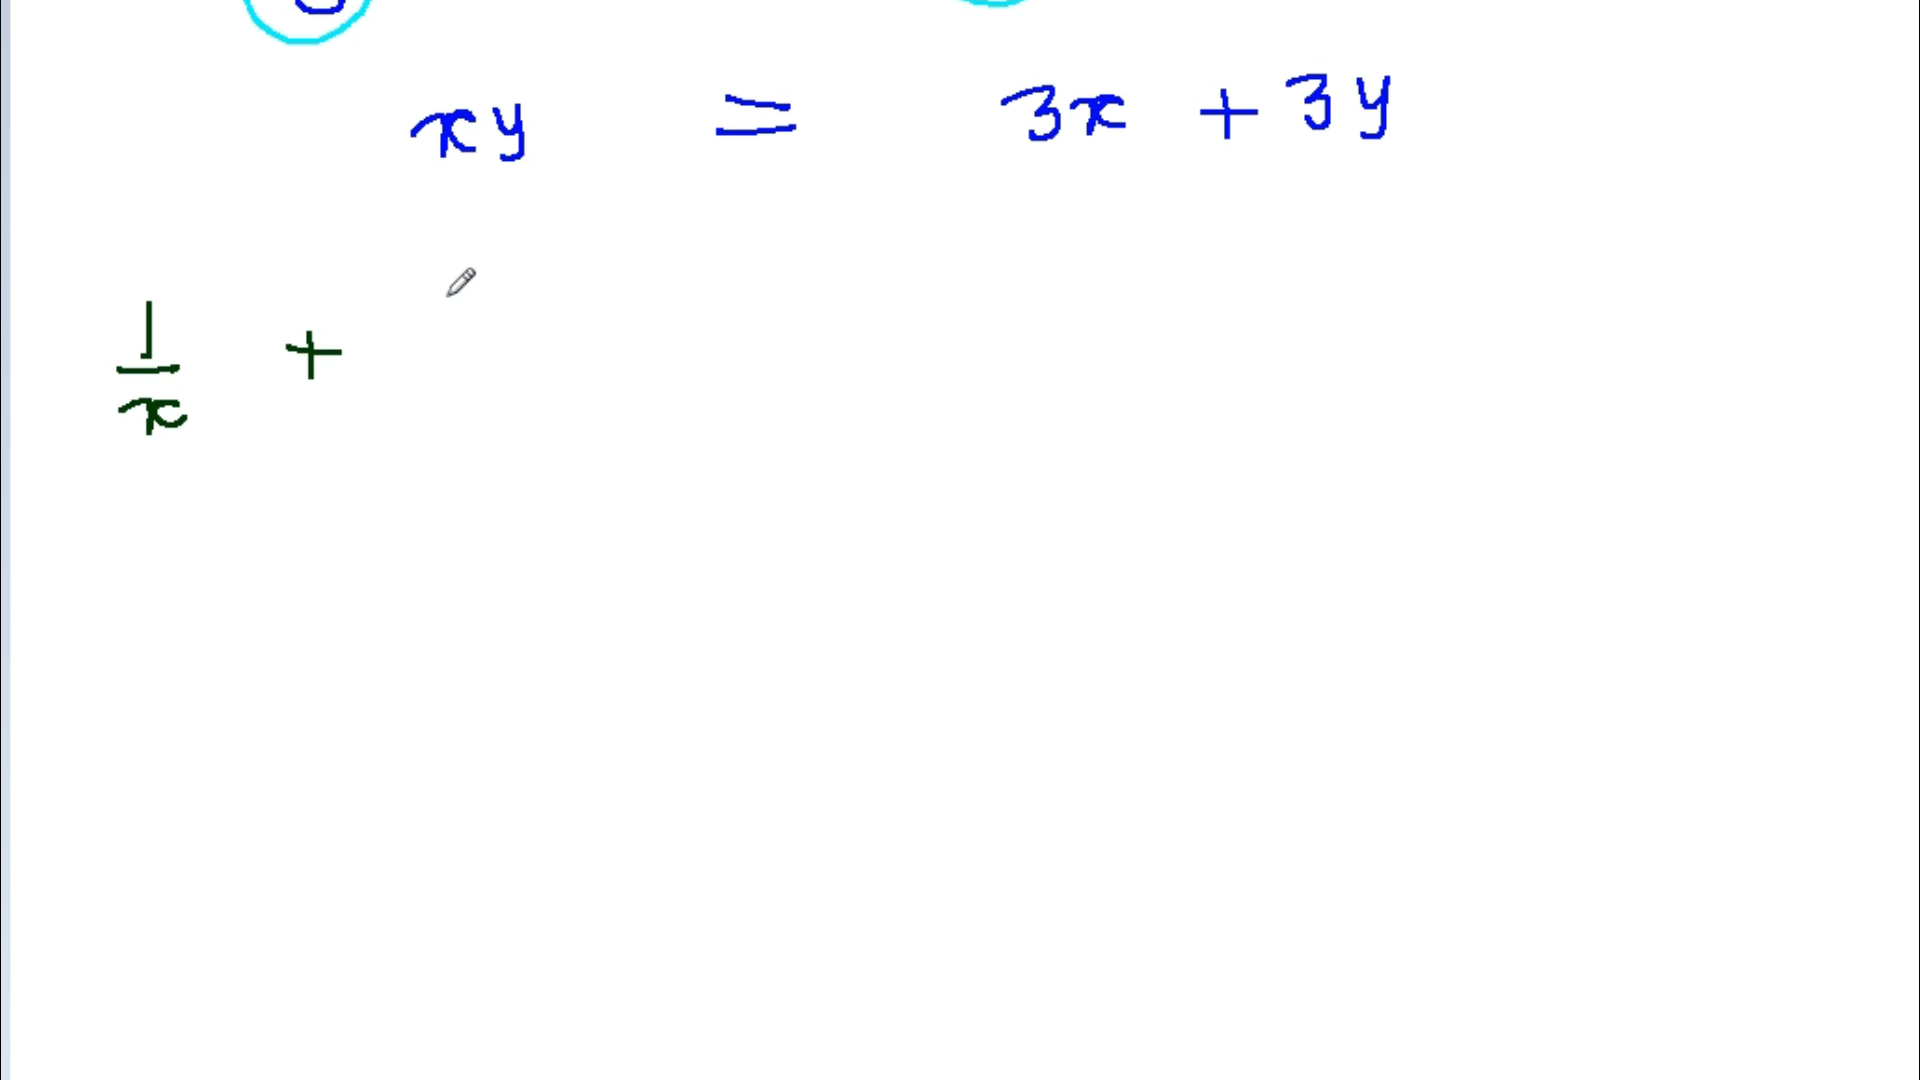 xy = 3x + 3y
1/x +